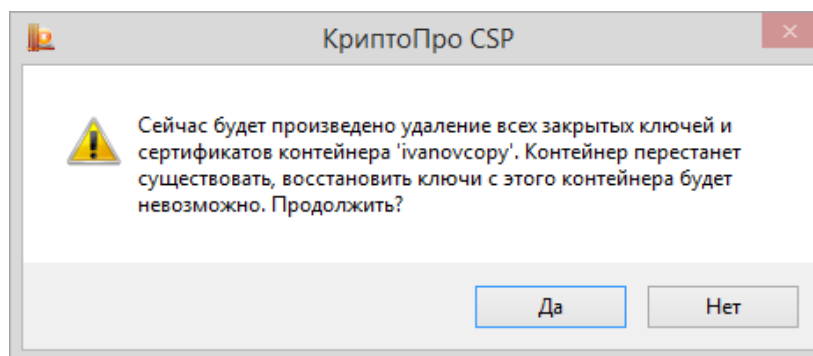 КриптоПро CSP
Сейчас будет произведено удаление всех закрытых ключей и
сертификатов контейнера 'ivanovcopy'. Контейнер перестанет
существовать, восстановить ключи с этого контейнера будет
невозможно. Продолжить?
Да
Нет